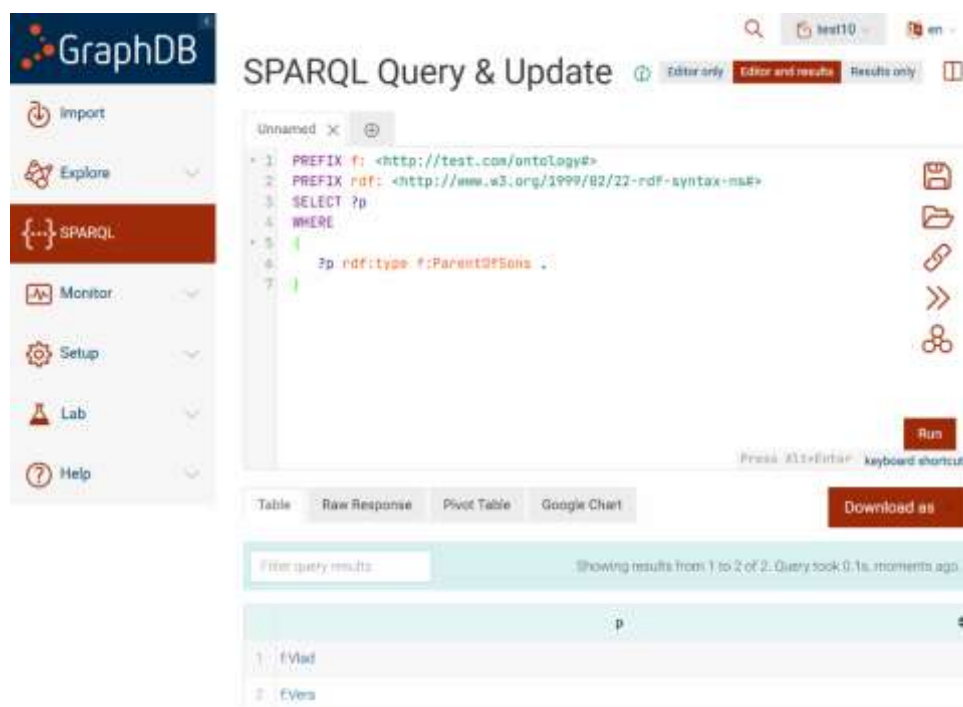 GraphDB
Import
Explore
{···} SPARQL
Monitor
Setup
Lab
Help
test10
en
SPARQL Query & Update
Editor only
Editor and results
Results only
Unnamed
1 PREFIX f: <http://test.com/ontology#>
2 PREFIX rdf: <http://www.w3.org/1999/02/22-rdf-syntax-ns#>
3 SELECT ?p
4 WHERE
5 {
6 ?p rdf:type f:ParentOfSons .
7 }
Run
Press Alt+Enter keyboard shortcut
Table
Raw Response
Pivot Table
Google Chart
Download as
Filter query results
Showing results from 1 to 2 of 2. Query took 0.1s, moments ago.
p
1 f:Vlad
2 f:Vera